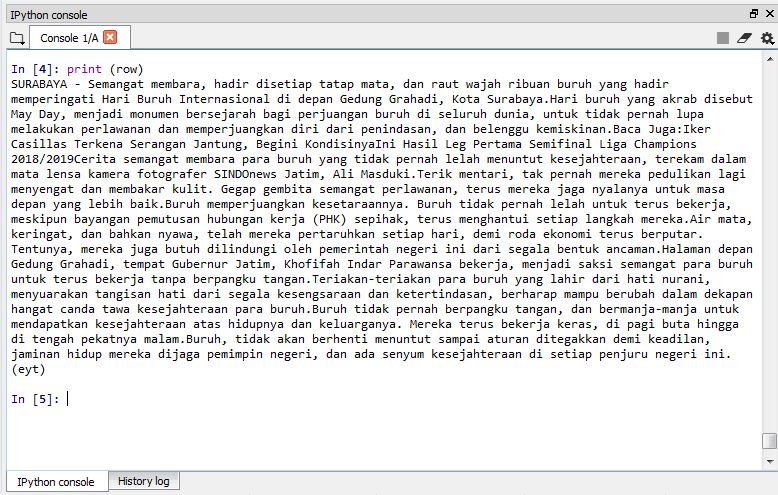 IPython console
Console 1/A
In [4]: print (row)
SURABAYA - Semangat membara, hadir disetiap tatap mata, dan raut wajah ribuan buruh yang hadir
memperingati Hari Buruh Internasional di depan Gedung Grahadi, Kota Surabaya.Hari buruh yang akrab disebut
May Day, menjadi monumen bersejarah bagi perjuangan buruh di seluruh dunia, untuk tidak pernah lupa
melakukan perlawanan dan memperjuangkan diri dari penindasan, dan belenggu kemiskinan.Baca Juga:Iker
Casillas Terkena Serangan Jantung, Begini KondisinyaIni Hasil Leg Pertama Semifinal Liga Champions
2018/2019Cerita semangat membara para buruh yang tidak pernah lelah menuntut kesejahteraan, terekam dalam
mata lensa kamera fotografer SINDOnews Jatim, Ali Masduki.Terik mentari, tak pernah mereka pedulikan lagi
menyengat dan membakar kulit. Gegap gembita semangat perlawanan, terus mereka jaga nyalanya untuk masa
depan yang lebih baik.Buruh memperjuangkan kesetaraannya. Buruh tidak pernah lelah untuk terus bekerja,
meskipun bayangan pemutusan hubungan kerja (PHK) sepihak, terus menghantui setiap langkah mereka.Air mata,
keringat, dan bahkan nyawa, telah mereka pertaruhkan setiap hari, demi roda ekonomi terus berputar.
Tentunya, mereka juga butuh dilindungi oleh pemerintah negeri ini dari segala bentuk ancaman.Halaman depan
Gedung Grahadi, tempat Gubernur Jatim, Khofifah Indar Parawansa bekerja, menjadi saksi semangat para buruh
untuk terus bekerja tanpa berpangku tangan.Teriakan-teriakan para buruh yang lahir dari hati nurani,
menyuarakan tangisan hati dari segala kesengsaraan dan ketertindasan, berharap mampu berubah dalam dekapan
hangat canda tawa kesejahteraan para buruh.Buruh tidak pernah berpangku tangan, dan bermanja-manja untuk
mendapatkan kesejahteraan atas hidupnya dan keluarganya. Mereka terus bekerja keras, di pagi buta hingga
di tengah pekatnya malam.Buruh, tidak akan berhenti menuntut sampai aturan ditegakkan demi keadilan,
jaminan hidup mereka dijaga pemimpin negeri, dan ada senyum kesejahteraan di setiap penjuru negeri ini.
(eyt)
In [5]:
IPython console
History log